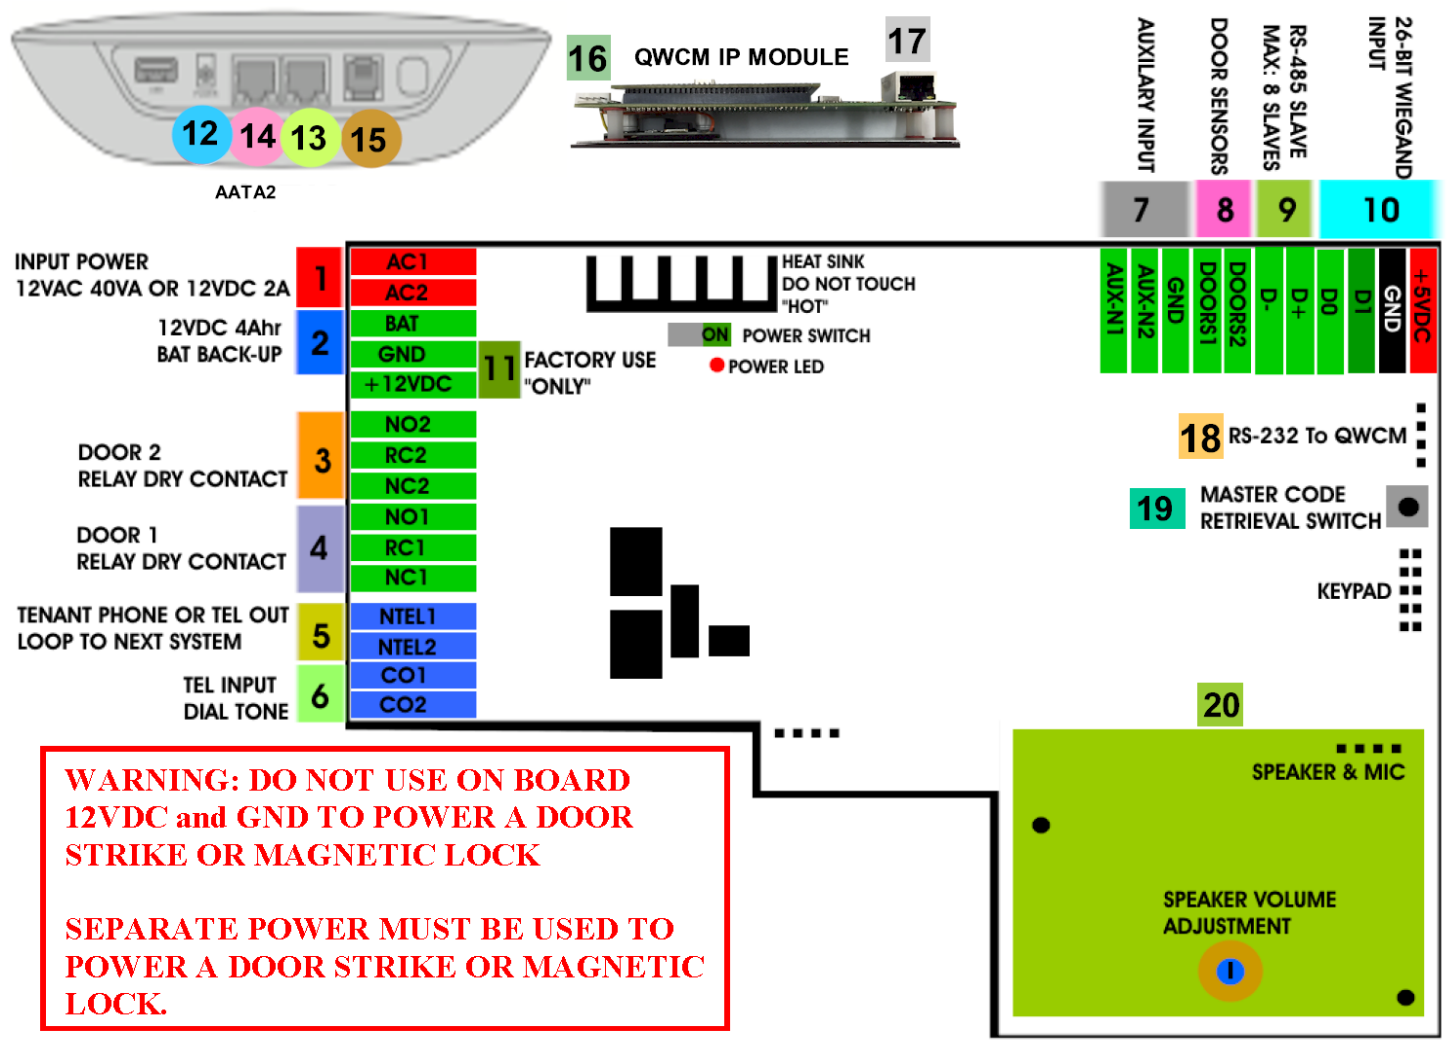 16
QWCM IP MODULE
17
12
14
13
15
AATA2
AUXILARY INPUT
DOOR SENSORS
RS-485 SLAVE
MAX: 8 SLAVES
26-BIT WIEGAND
INPUT
7
8
9
10
INPUT POWER
12VAC 40VA OR 12VDC 2A
1
AC1
AC2
12VDC 4Ahr
BAT BACK-UP
2
BAT
GND
+12VDC
11
FACTORY USE
"ONLY"
HEAT SINK
DO NOT TOUCH
"HOT"
ON
POWER SWITCH
POWER LED
AUX-N1
AUX-N2
GND
DOORS1
DOORS2
D-
D+
D0
D1
GND
+5VDC
DOOR 2
RELAY DRY CONTACT
3
NO2
RC2
NC2
DOOR 1
RELAY DRY CONTACT
4
NO1
RC1
NC1
TENANT PHONE OR TEL OUT
LOOP TO NEXT SYSTEM
5
NTEL1
NTEL2
TEL INPUT
DIAL TONE
6
CO1
CO2
18
RS-232 To QWCM
19
MASTER CODE
RETRIEVAL SWITCH
KEYPAD
20
SPEAKER & MIC
SPEAKER VOLUME
ADJUSTMENT
WARNING: DO NOT USE ON BOARD
12VDC and GND TO POWER A DOOR
STRIKE OR MAGNETIC LOCK
SEPARATE POWER MUST BE USED TO
POWER A DOOR STRIKE OR MAGNETIC
LOCK.